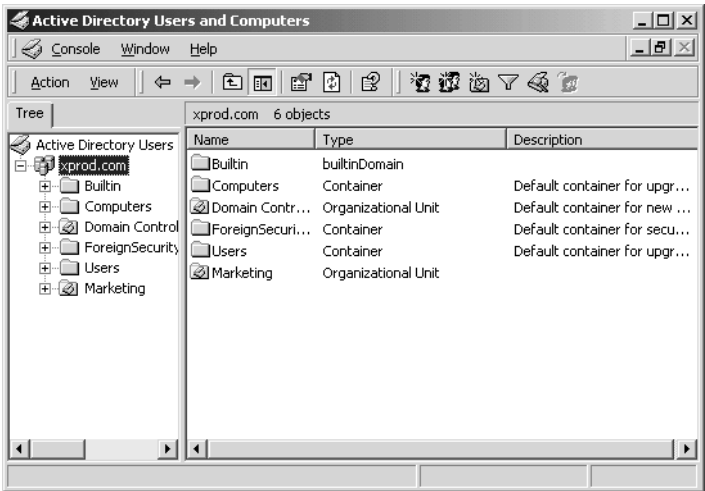 Active Directory Users and Computers
Console Window Help
Action View
Tree
xprod.com 6 objects
Active Directory Users
xprod.com
Builtin
Computers
Domain Control
ForeignSecurity
Users
Marketing
Name Type Description
Builtin builtinDomain
Computers Container Default container for upgr...
Domain Contr... Organizational Unit Default container for new ...
ForeignSecuri... Container Default container for secu...
Users Container Default container for upgr...
Marketing Organizational Unit